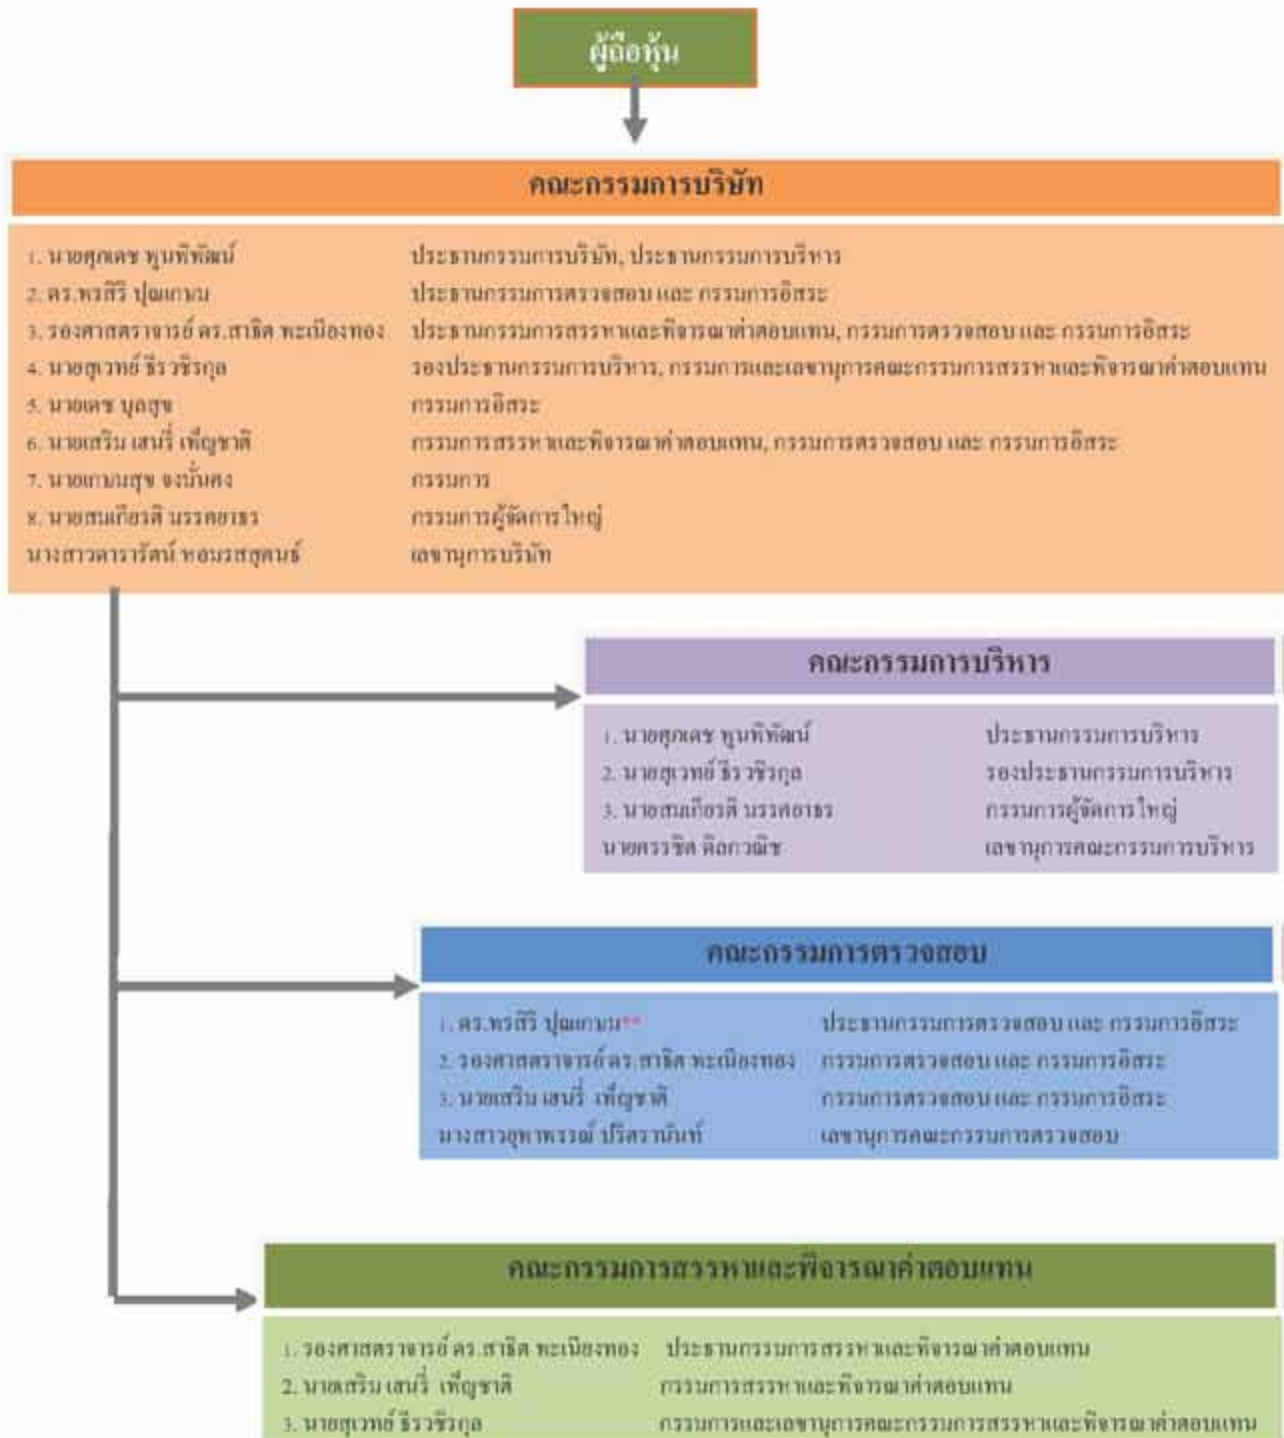 ผู้ถือหุ้น
คณะกรรมการบริษัท
1. นายศุภเดช พูนพิพัฒน์ ประธานกรรมการบริษัท, ประธานกรรมการบริหาร
2. ดร.พรสิริ ปุณเกษม ประธานกรรมการตรวจสอบ และ กรรมการอิสระ
3. รองศาสตราจารย์ ดร.สาธิต พะเนียงทอง ประธานกรรมการสรรหาและพิจารณาค่าตอบแทน, กรรมการตรวจสอบ และ กรรมการอิสระ
4. นายสุเวทย์ ธีรวชิรกุล รองประธานกรรมการบริหาร, กรรมการและเลขานุการคณะกรรมการสรรหาและพิจารณาค่าตอบแทน
5. นายเดช บุลสุข กรรมการอิสระ
6. นายเสริบ เฮนรี่ เพ็ญชาติ กรรมการสรรหาและพิจารณาค่าตอบแทน, กรรมการตรวจสอบ และ กรรมการอิสระ
7. นายเกษมสุข จงมั่นคง กรรมการ
8. นายสมเกียรติ มรรคยาธร กรรมการผู้จัดการใหญ่
นางสาวดารารัตน์ หอมรสสุคนธ์ เลขานุการบริษัท
คณะกรรมการบริหาร
1. นายศุภเดช พูนพิพัฒน์ ประธานกรรมการบริหาร
2. นายสุเวทย์ ธีรวชิรกุล รองประธานกรรมการบริหาร
3. นายสมเกียรติ มรรคยาธร กรรมการผู้จัดการใหญ่
นายศรรชิต ดิลกวณิช เลขานุการคณะกรรมการบริหาร
คณะกรรมการตรวจสอบ
1. ดร.พรสิริ ปุณเกษม** ประธานกรรมการตรวจสอบ และ กรรมการอิสระ
2. รองศาสตราจารย์ ดร.สาธิต พะเนียงทอง กรรมการตรวจสอบ และ กรรมการอิสระ
3. นายเสริบ เฮนรี่ เพ็ญชาติ กรรมการตรวจสอบ และ กรรมการอิสระ
นางสาวยุหาพรรณ์ ปริตรานันท์ เลขานุการคณะกรรมการตรวจสอบ
คณะกรรมการสรรหาและพิจารณาค่าตอบแทน
1. รองศาสตราจารย์ ดร.สาธิต พะเนียงทอง ประธานกรรมการสรรหาและพิจารณาค่าตอบแทน
2. นายเสริบ เฮนรี่ เพ็ญชาติ กรรมการสรรหาและพิจารณาค่าตอบแทน
3. นายสุเวทย์ ธีรวชิรกุล กรรมการและเลขานุการคณะกรรมการสรรหาและพิจารณาค่าตอบแทน